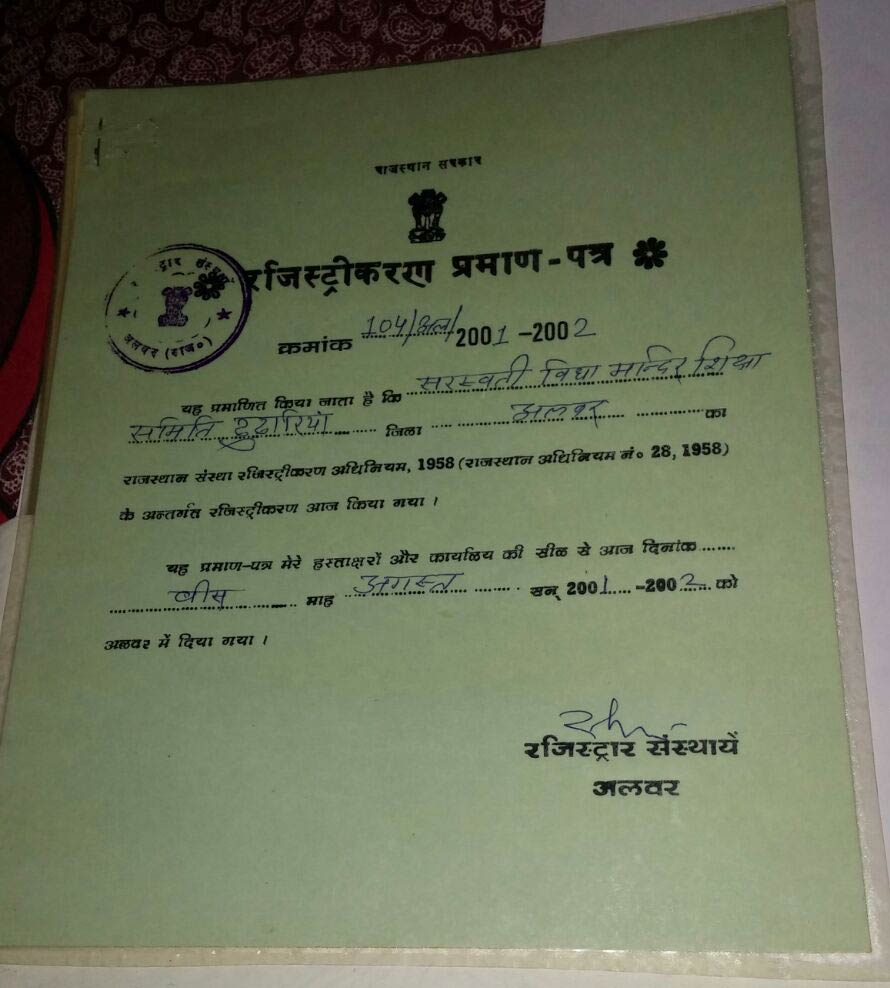 राजस्थान सरकार
रजिस्ट्रीकरण प्रमाण-पत्र
क्रमांक 104/अल/2001-2002
यह प्रमाणित किया जाता है कि सरस्वती विद्या मन्दिर शिक्षा
समिति जिला अलवर का
राजस्थान संस्था रजिस्ट्रीकरण अधिनियम, 1958 (राजस्थान अधिनियम नं० 28, 1958)
के अन्तर्गत रजिस्ट्रीकरण आज किया गया ।
यह प्रमाण-पत्र मेरे हस्ताक्षरों और कार्यालय की सील से आज दिनांक......
बीस माह अगस्त सन् 2001.....-2002 को
अलवर में दिया गया ।
रजिस्ट्रार संस्थायें
अलवर
अलवर (राज०)